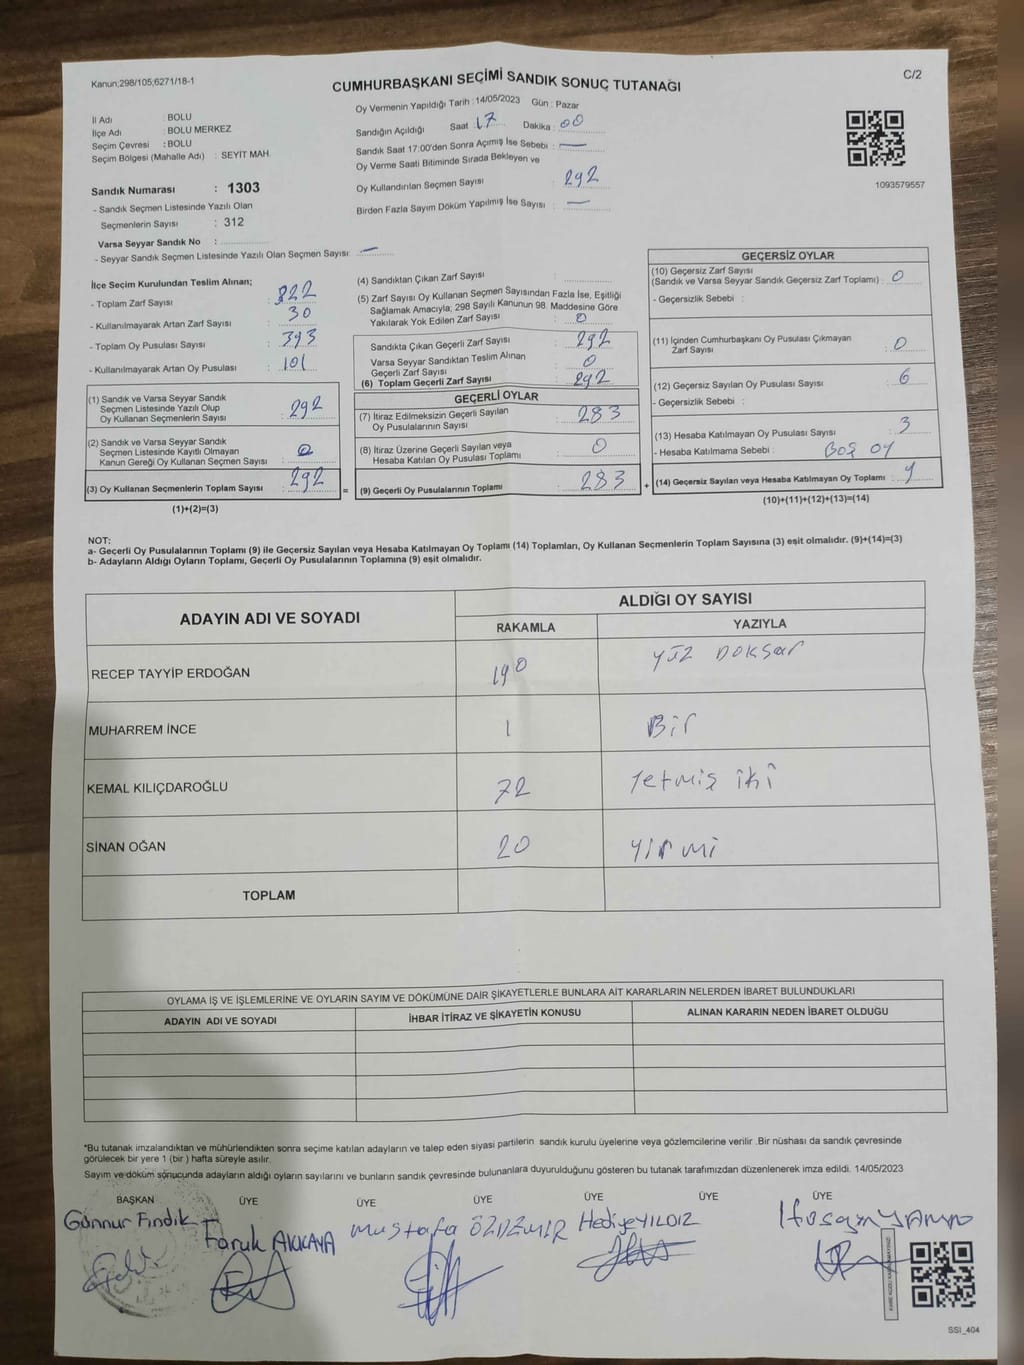 Kanun;298/105;6271/18-1
CUMHURBAŞKANI SEÇİMİ SANDIK SONUÇ TUTANAĞI
C/2
İl Adı : BOLU
İlçe Adı : BOLU MERKEZ
Seçim Çevresi : BOLU
Seçim Bölgesi (Mahalle Adı) : SEYİT MAH.
Oy Vermenin Yapıldığı Tarih : 14/05/2023 Gün : Pazar
Sandığın Açıldığı Saat : 17 Dakika : 00
Sandık Saat 17:00'den Sonra Açımış İse Sebebi : —
Oy Verme Saati Bitiminde Sırada Bekleyen ve
Oy Kullandırılan Seçmen Sayısı : 292
Birden Fazla Sayım Döküm Yapılmış İse Sayısı : —
1093579557
Sandık Numarası : 1303
- Sandık Seçmen Listesinde Yazılı Olan
Seçmenlerin Sayısı : 312
Varsa Seyyar Sandık No :
- Seyyar Sandık Seçmen Listesinde Yazılı Olan Seçmen Sayısı: —
İlçe Seçim Kurulundan Teslim Alınan;
- Toplam Zarf Sayısı : 322
- Kullanılmayarak Artan Zarf Sayısı : 30
- Toplam Oy Pusulası Sayısı : 393
- Kullanılmayarak Artan Oy Pusulası : 101
(1) Sandık ve Varsa Seyyar Sandık
Seçmen Listesinde Yazılı Olup
Oy Kullanan Seçmenlerin Sayısı : 292
(2) Sandık ve Varsa Seyyar Sandık
Seçmen Listesinde Kayıtlı Olmayan
Kanun Gereği Oy Kullanan Seçmen Sayısı : 0
(3) Oy Kullanan Seçmenlerin Toplam Sayısı : 292 =
(1)+(2)=(3)
(4) Sandıktan Çıkan Zarf Sayısı :
(5) Zarf Sayısı Oy Kullanan Seçmen Sayısından Fazla İse, Eşitliği
Sağlamak Amacıyla; 298 Sayılı Kanunun 98. Maddesine Göre
Yakılarak Yok Edilen Zarf Sayısı : 0
Sandıkta Çıkan Geçerli Zarf Sayısı : 292
Varsa Seyyar Sandıktan Teslim Alınan
Geçerli Zarf Sayısı : 0
(6) Toplam Geçerli Zarf Sayısı : 292
GEÇERLİ OYLAR
(7) İtiraz Edilmeksizin Geçerli Sayılan
Oy Pusulalarının Sayısı : 283
(8) İtiraz Üzerine Geçerli Sayılan veya
Hesaba Katılan Oy Pusulası Toplamı : 0
(9) Geçerli Oy Pusulalarının Toplamı : 283 +
GEÇERSİZ OYLAR
(10) Geçersiz Zarf Sayısı
(Sandık ve Varsa Seyyar Sandık Geçersiz Zarf Toplamı) : 0
- Geçersizlik Sebebi :
(11) İçinden Cumhurbaşkanı Oy Pusulası Çıkmayan
Zarf Sayısı : 0
(12) Geçersiz Sayılan Oy Pusulası Sayısı : 6
- Geçersizlik Sebebi :
(13) Hesaba Katılmayan Oy Pusulası Sayısı : 3
- Hesaba Katılmama Sebebi : BOŞ OY
(14) Geçersiz Sayılan veya Hesaba Katılmayan Oy Toplamı : 9
(10)+(11)+(12)+(13)=(14)
NOT:
a- Geçerli Oy Pusulalarının Toplamı (9) ile Geçersiz Sayılan veya Hesaba Katılmayan Oy Toplamı (14) Toplamları, Oy Kullanan Seçmenlerin Toplam Sayısına (3) eşit olmalıdır. (9)+(14)=(3)
b- Adayların Aldığı Oyların Toplamı, Geçerli Oy Pusulalarının Toplamına (9) eşit olmalıdır.
ADAYIN ADI VE SOYADI
ALDIĞI OY SAYISI
RAKAMLA YAZIYLA
RECEP TAYYİP ERDOĞAN 190 YÜZ DOKSAN
MUHARREM İNCE 1 Bir
KEMAL KILIÇDAROĞLU 72 Yetmiş iki
SİNAN OĞAN 20 Yirmi
TOPLAM
OYLAMA İŞ VE İŞLEMLERİNE VE OYLARIN SAYIM VE DÖKÜMÜNE DAİR ŞİKAYETLERLE BUNLARA AİT KARARLARIN NELERDEN İBARET BULUNDUKLARI
ADAYIN ADI VE SOYADI İHBAR İTİRAZ VE ŞİKAYETİN KONUSU ALINAN KARARIN NEDEN İBARET OLDUĞU
*Bu tutanak imzalandıktan ve mühürlendikten sonra seçime katılan adayların ve talep eden siyasi partilerin sandık kurulu üyelerine veya gözlemcilerine verilir .Bir nüshası da sandık çevresinde
görülecek bir yere 1 (bir ) hafta süreyle asılır.
Sayım ve döküm sonucunda adayların aldığı oyların sayılarını ve bunların sandık çevresinde bulunanlara duyurulduğunu gösteren bu tutanak tarafımızdan düzenlenerek imza edildi. 14/05/2023
BAŞKAN ÜYE ÜYE ÜYE ÜYE ÜYE ÜYE
Gönnur Fındık Faruk AKKAYA Mustafa ÖZDEMİR Hediye YILDIZ
SSI_404